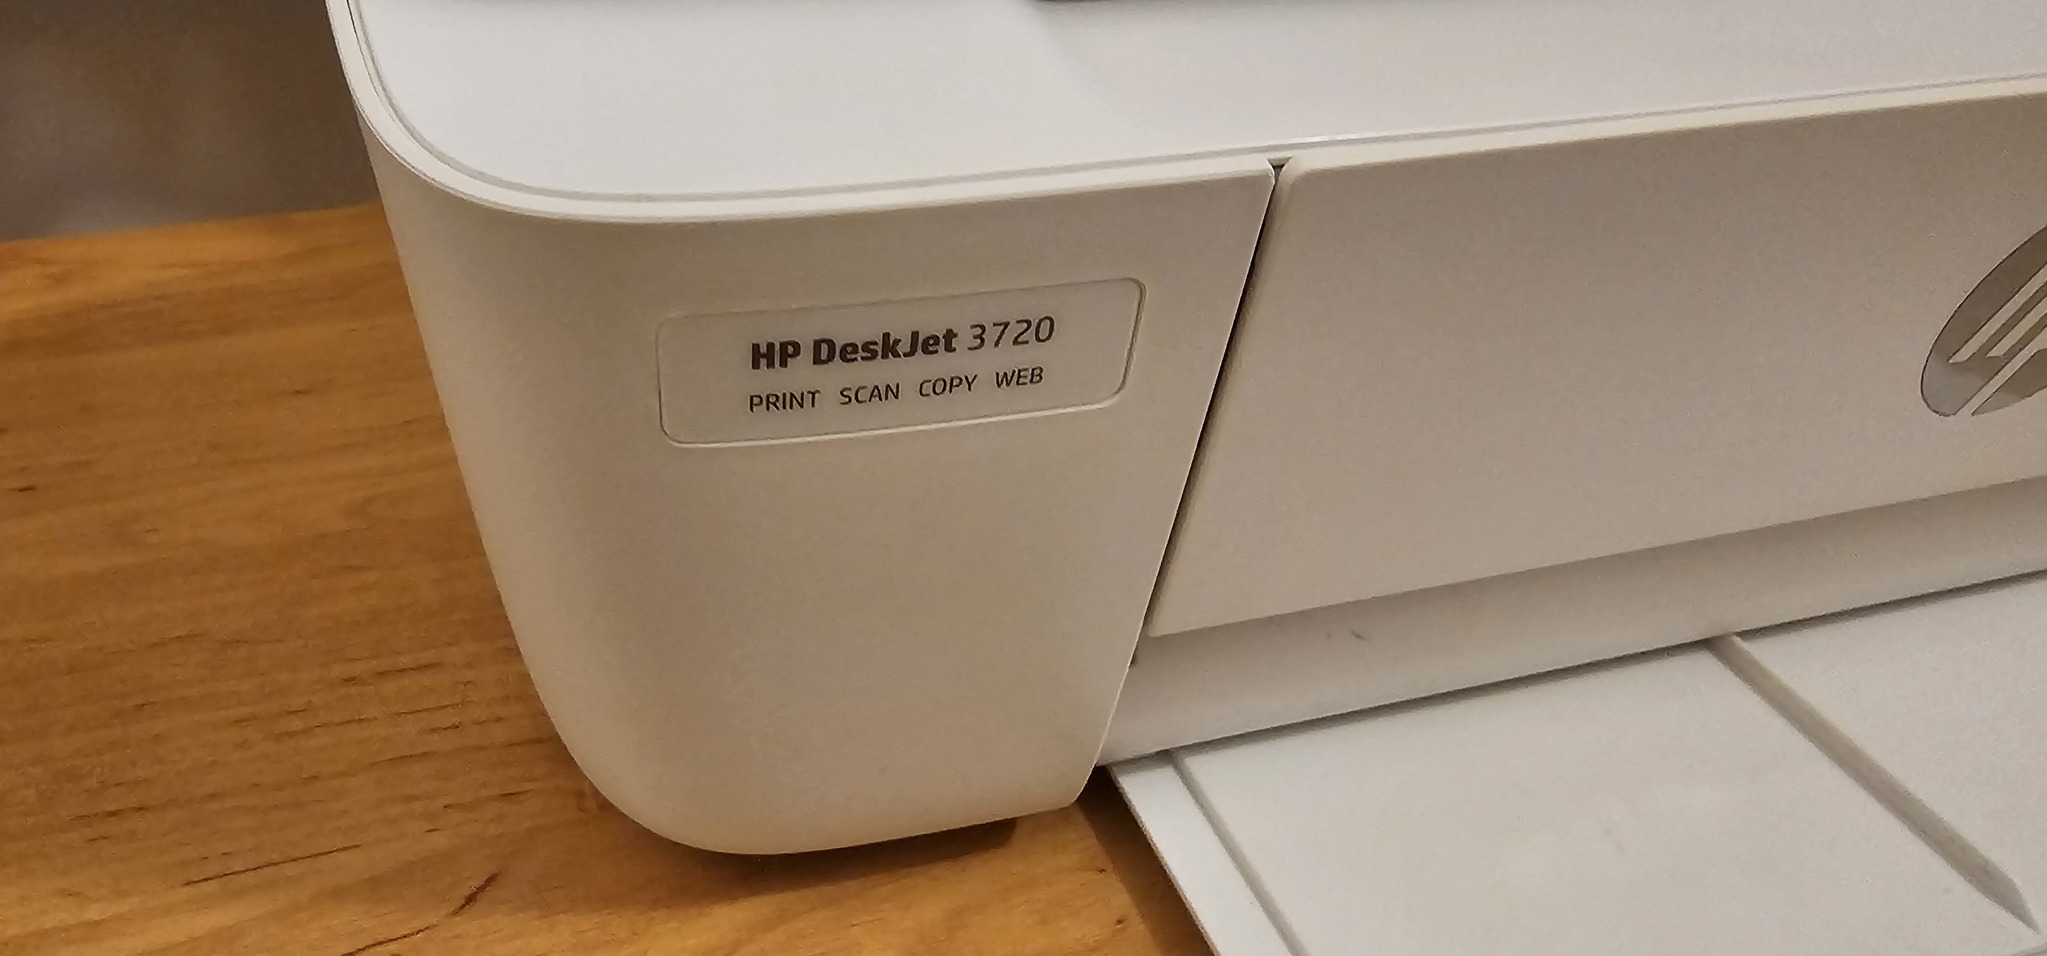 HP DeskJet 3720
PRINT SCAN COPY WEB